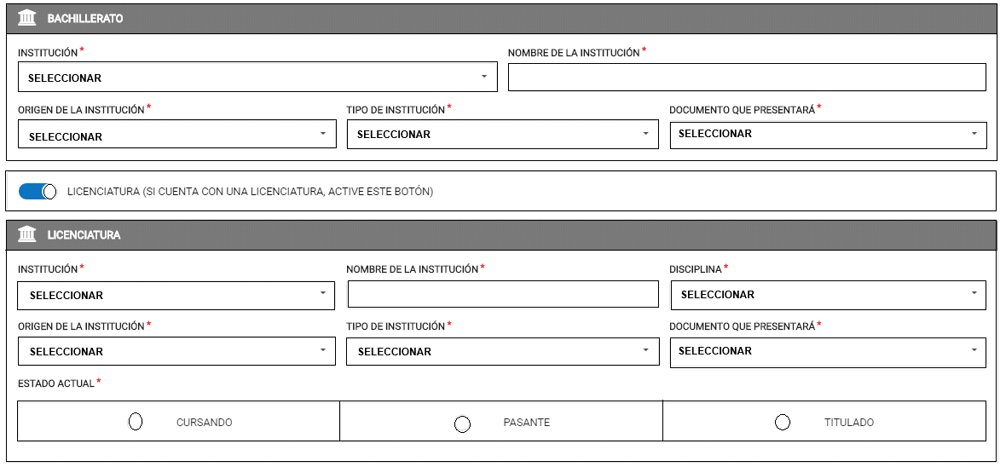 BACHILLERATO
INSTITUCIÓN * NOMBRE DE LA INSTITUCIÓN *
SELECCIONAR
ORIGEN DE LA INSTITUCIÓN * TIPO DE INSTITUCIÓN * DOCUMENTO QUE PRESENTARÁ *
SELECCIONAR SELECCIONAR SELECCIONAR
LICENCIATURA (SI CUENTA CON UNA LICENCIATURA, ACTIVE ESTE BOTÓN)
LICENCIATURA
INSTITUCIÓN * NOMBRE DE LA INSTITUCIÓN * DISCIPLINA *
SELECCIONAR SELECCIONAR
ORIGEN DE LA INSTITUCIÓN * TIPO DE INSTITUCIÓN * DOCUMENTO QUE PRESENTARÁ *
SELECCIONAR SELECCIONAR SELECCIONAR
ESTADO ACTUAL *
CURSANDO PASANTE TITULADO